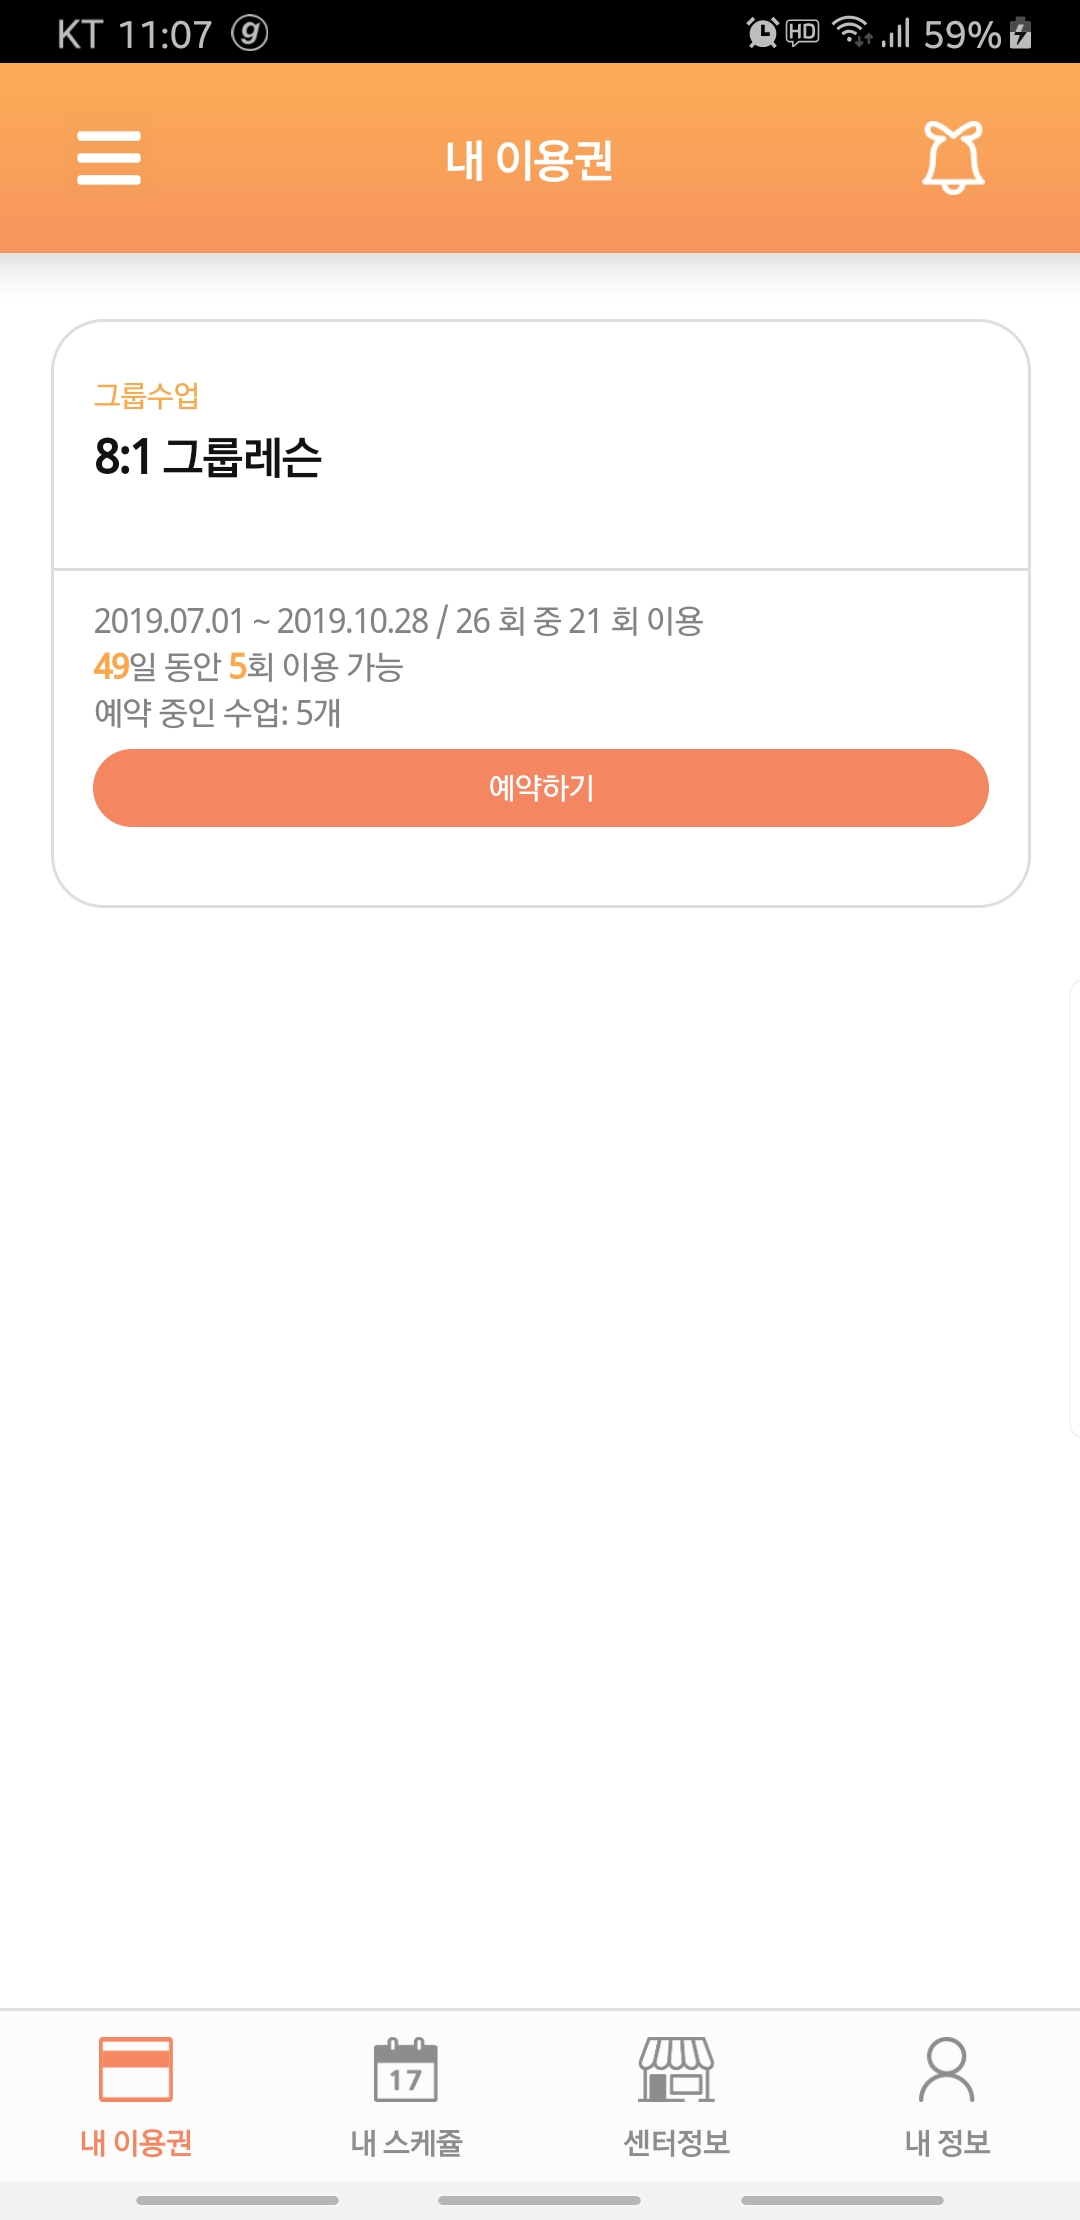 KT 11:07 g HD 59%
내 이용권
그룹수업
8:1 그룹레슨
2019.07.01 ~ 2019.10.28 / 26 회 중 21 회 이용
49일 동안 5회 이용 가능
예약 중인 수업: 5개
예약하기
17
내 이용권 내 스케쥴 센터정보 내 정보